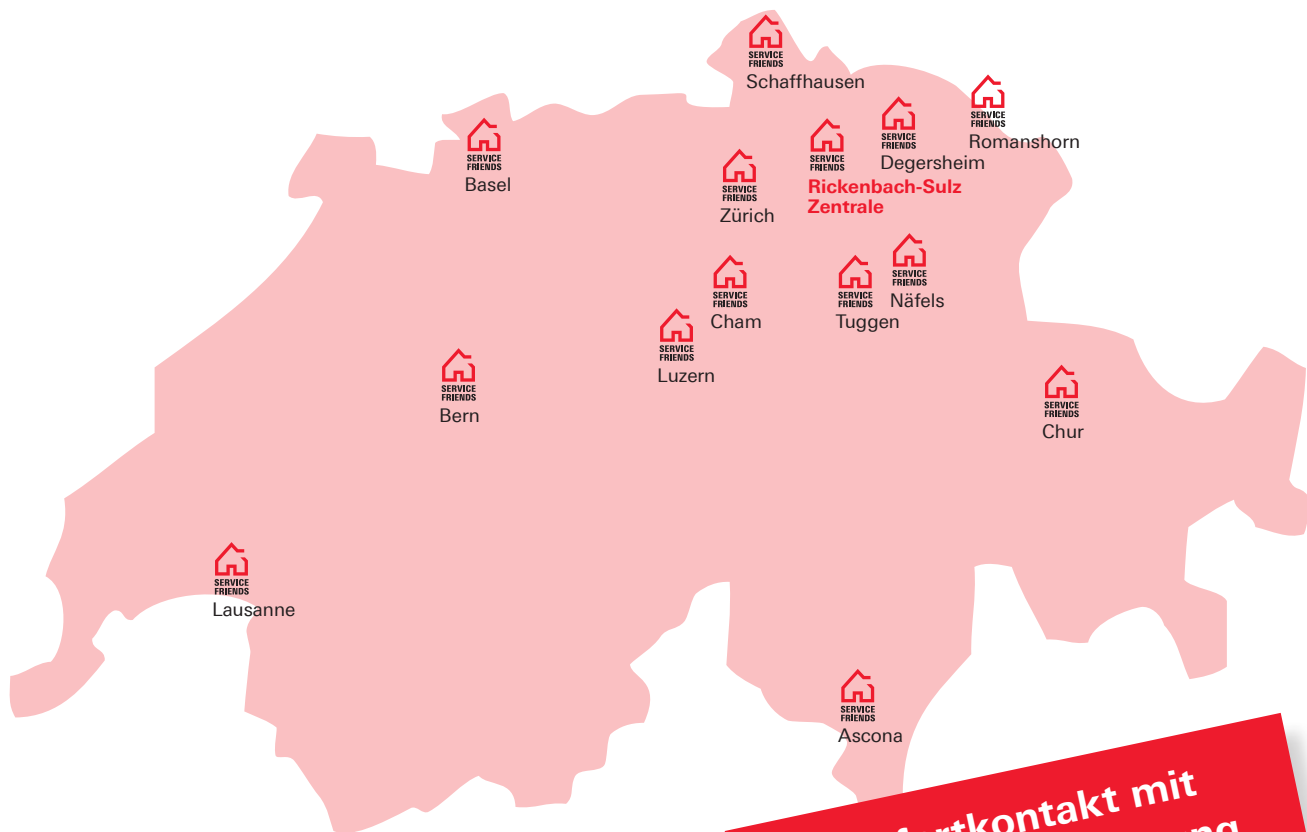 SERVICE
FRIENDS
Schaffhausen
SERVICE
FRIENDS
Romanshorn
SERVICE
FRIENDS
Degersheim
SERVICE
FRIENDS
Rickenbach-Sulz
Zentrale
SERVICE
FRIENDS
Basel
SERVICE
FRIENDS
Zürich
SERVICE
FRIENDS
Näfels
SERVICE
FRIENDS
Cham
SERVICE
FRIENDS
Tuggen
SERVICE
FRIENDS
Luzern
SERVICE
FRIENDS
Bern
SERVICE
FRIENDS
Chur
SERVICE
FRIENDS
Lausanne
SERVICE
FRIENDS
Ascona
mit